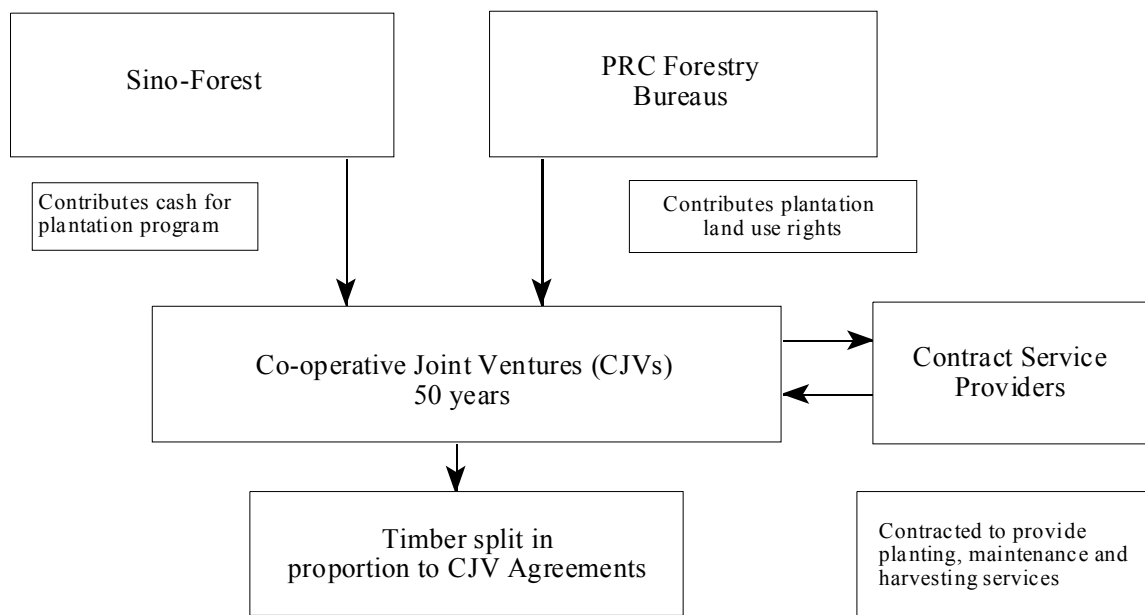 Sino-Forest
PRC Forestry
Bureaus
Contributes cash for
plantation program
Contributes plantation
land use rights
Co-operative Joint Ventures (CJVs)
50 years
Contract Service
Providers
Timber split in
proportion to CJV Agreements
Contracted to provide
planting, maintenance and
harvesting services